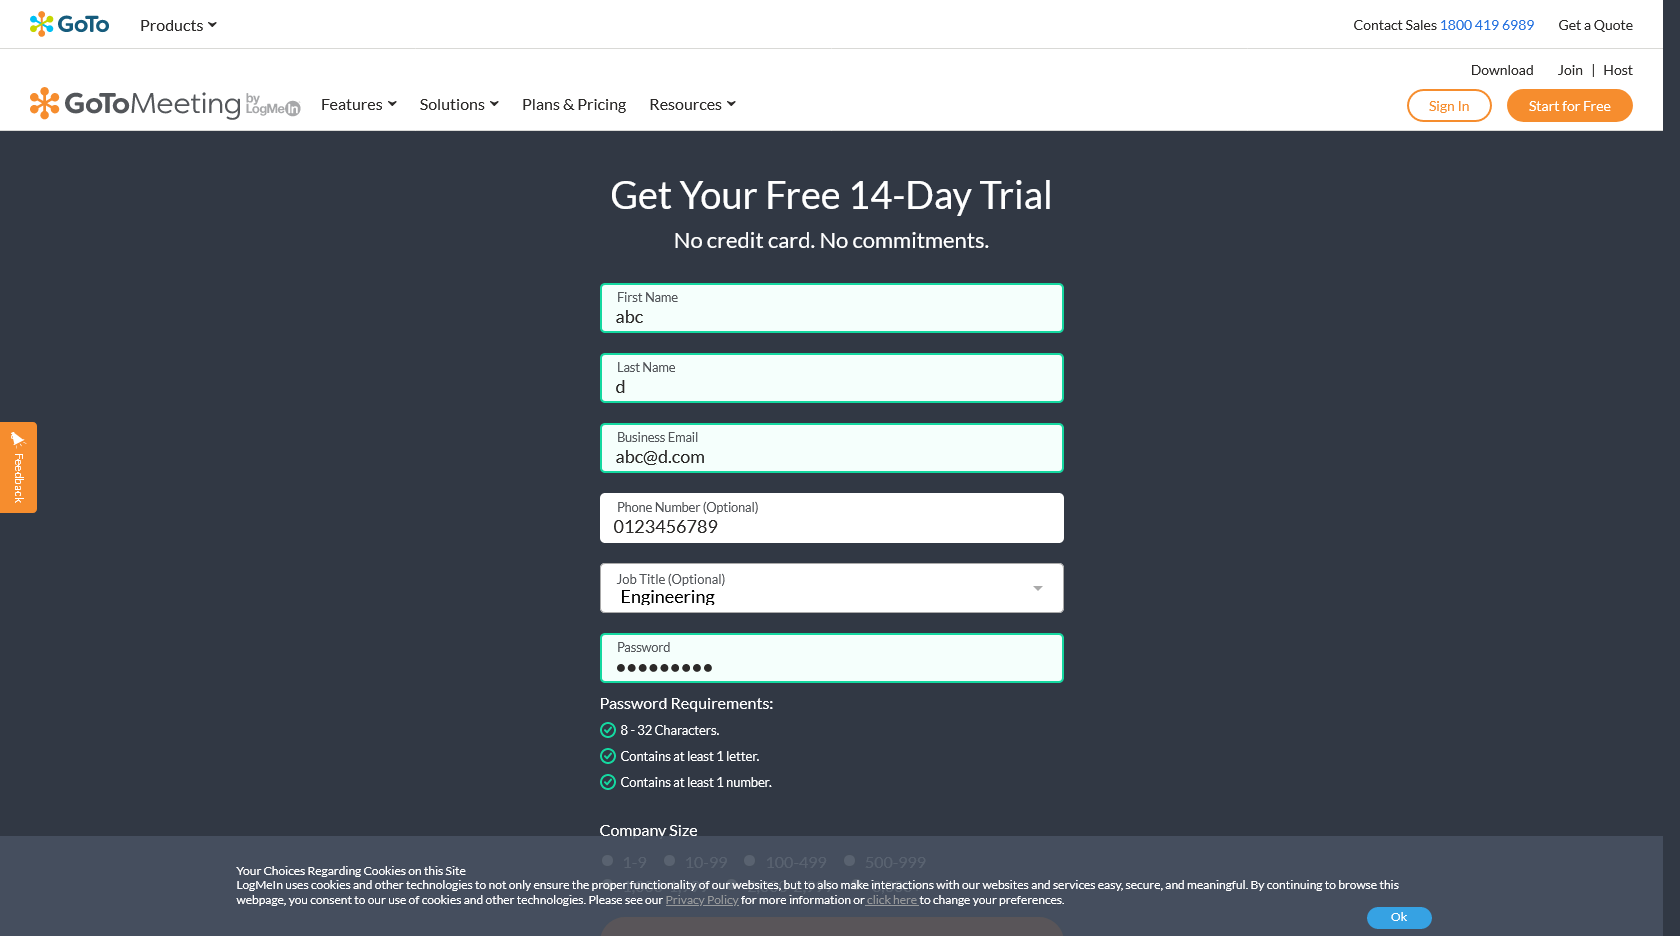 GoTo Products
Contact Sales 1800 419 6989 Get a Quote
Download Join | Host
GoToMeeting by LogMeIn Features Solutions Plans & Pricing Resources Sign In Start for Free
Get Your Free 14-Day Trial
No credit card. No commitments.
First Name
abc
Last Name
d
Business Email
abc@d.com
Feedback
Phone Number (Optional)
0123456789
Job Title (Optional)
Engineering
Password
Password Requirements:
8 - 32 Characters.
Contains at least 1 letter.
Contains at least 1 number.
Company Size
1-9 10-99 100-499 500-999
Your Choices Regarding Cookies on this Site
LogMeIn uses cookies and other technologies to not only ensure the proper functionality of our websites, but to also make interactions with our websites and services easy, secure, and meaningful. By continuing to browse this
webpage, you consent to our use of cookies and other technologies. Please see our Privacy Policy for more information or click here to change your preferences.
Ok